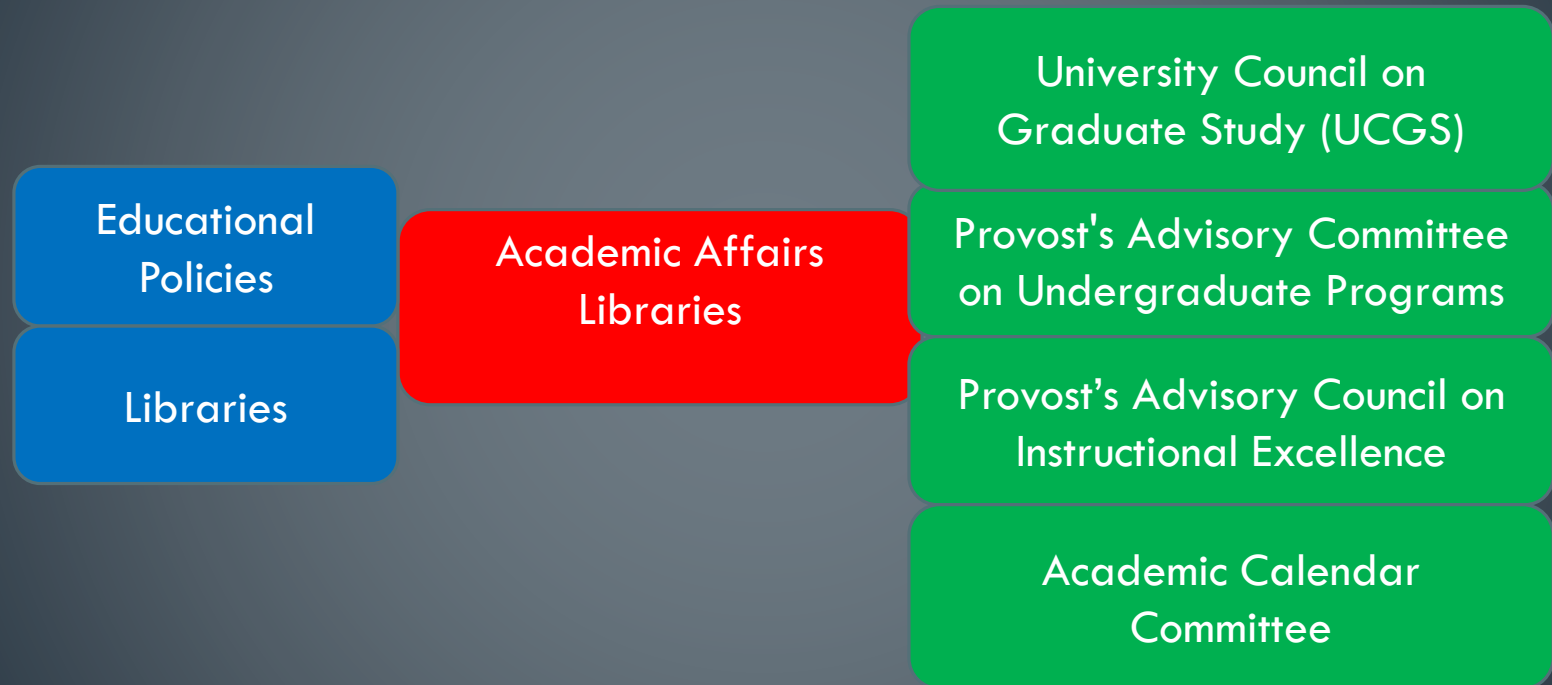 Educational
Policies
Libraries
Academic Affairs
Libraries
University Council on
Graduate Study (UCGS)
Provost's Advisory Committee
on Undergraduate Programs
Provost’s Advisory Council on
Instructional Excellence
Academic Calendar
Committee